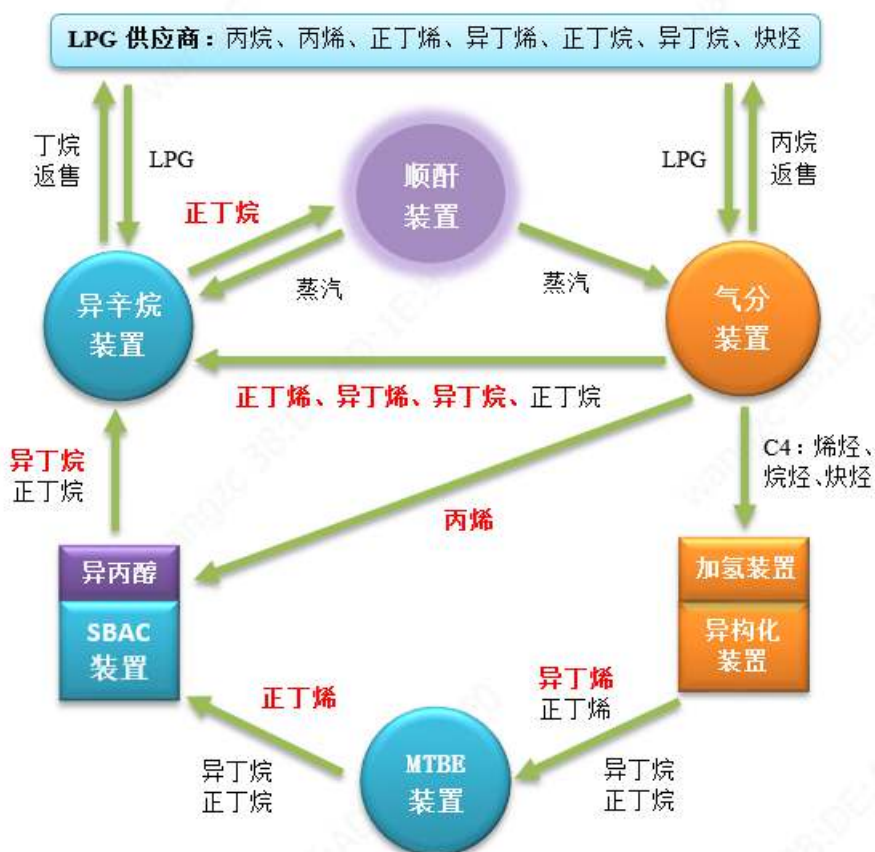 LPG 供应商：丙烷、丙烯、正丁烯、异丁烯、正丁烷、异丁烷、炔烃
丁烷
返售
LPG
顺酐
装置
LPG
丙烷
返售
正丁烷
蒸汽
蒸汽
异辛烷
装置
气分
装置
正丁烯、异丁烯、异丁烷、正丁烷
异丁烷
正丁烷
C4：烯烃、
烷烃、炔烃
丙烯
异丙醇
SBAC
装置
加氢装置
异构化
装置
正丁烯
异丁烯
正丁烯
异丁烷
正丁烷
MTBE
装置
异丁烷
正丁烷